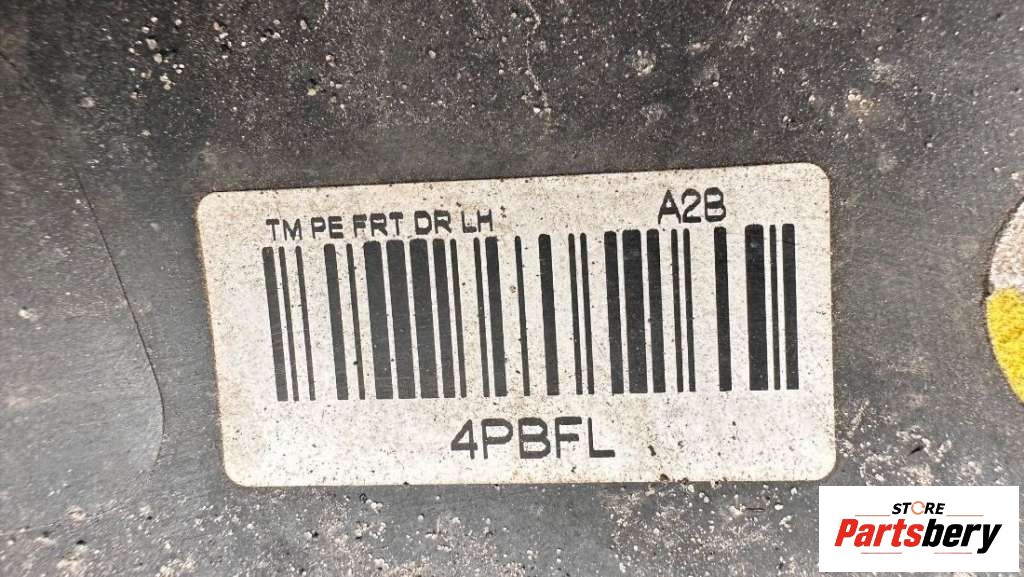 TM PE FRT DR LH A2B
4PBFL
STORE
Partsbery